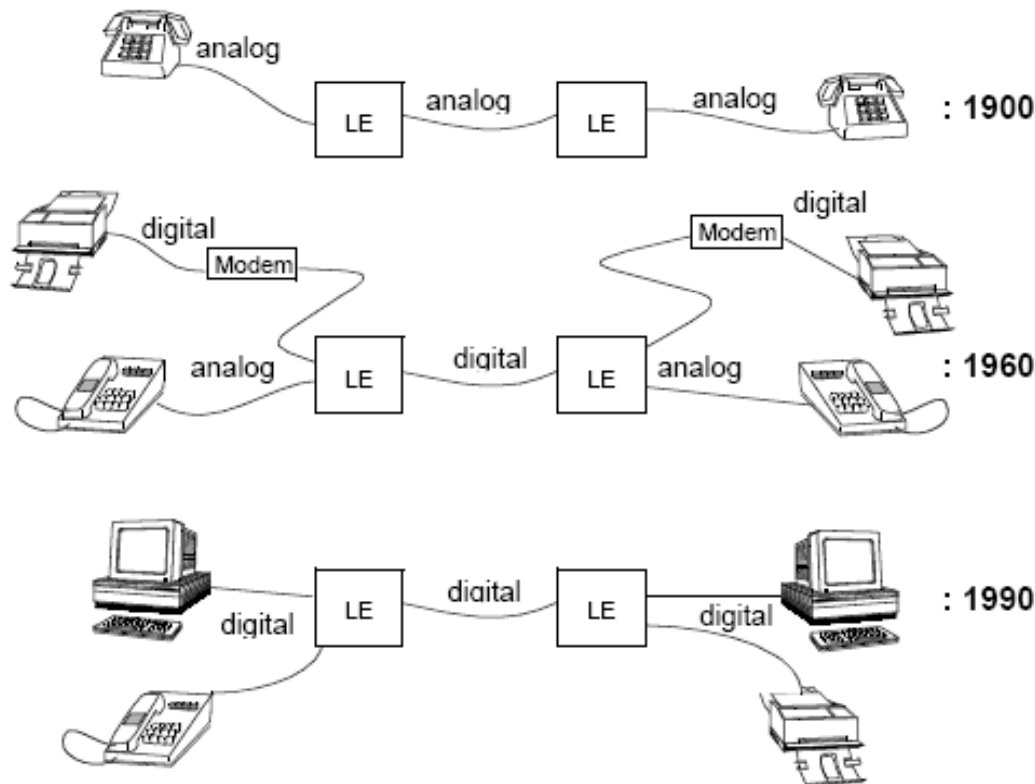 analog
LE
analog
LE
analog
: 1900
digital
Modem
Modem
digital
analog
LE
digital
LE
analog
: 1960
digital
LE
digital
LE
digital
: 1990